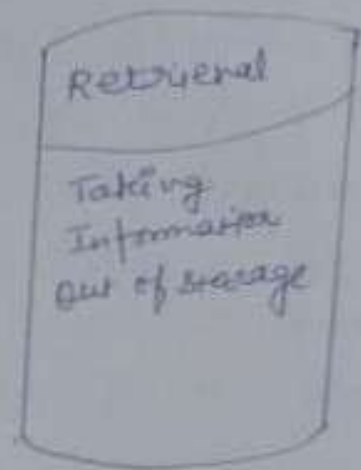 Retrieval
Taking
Information
Out of storage